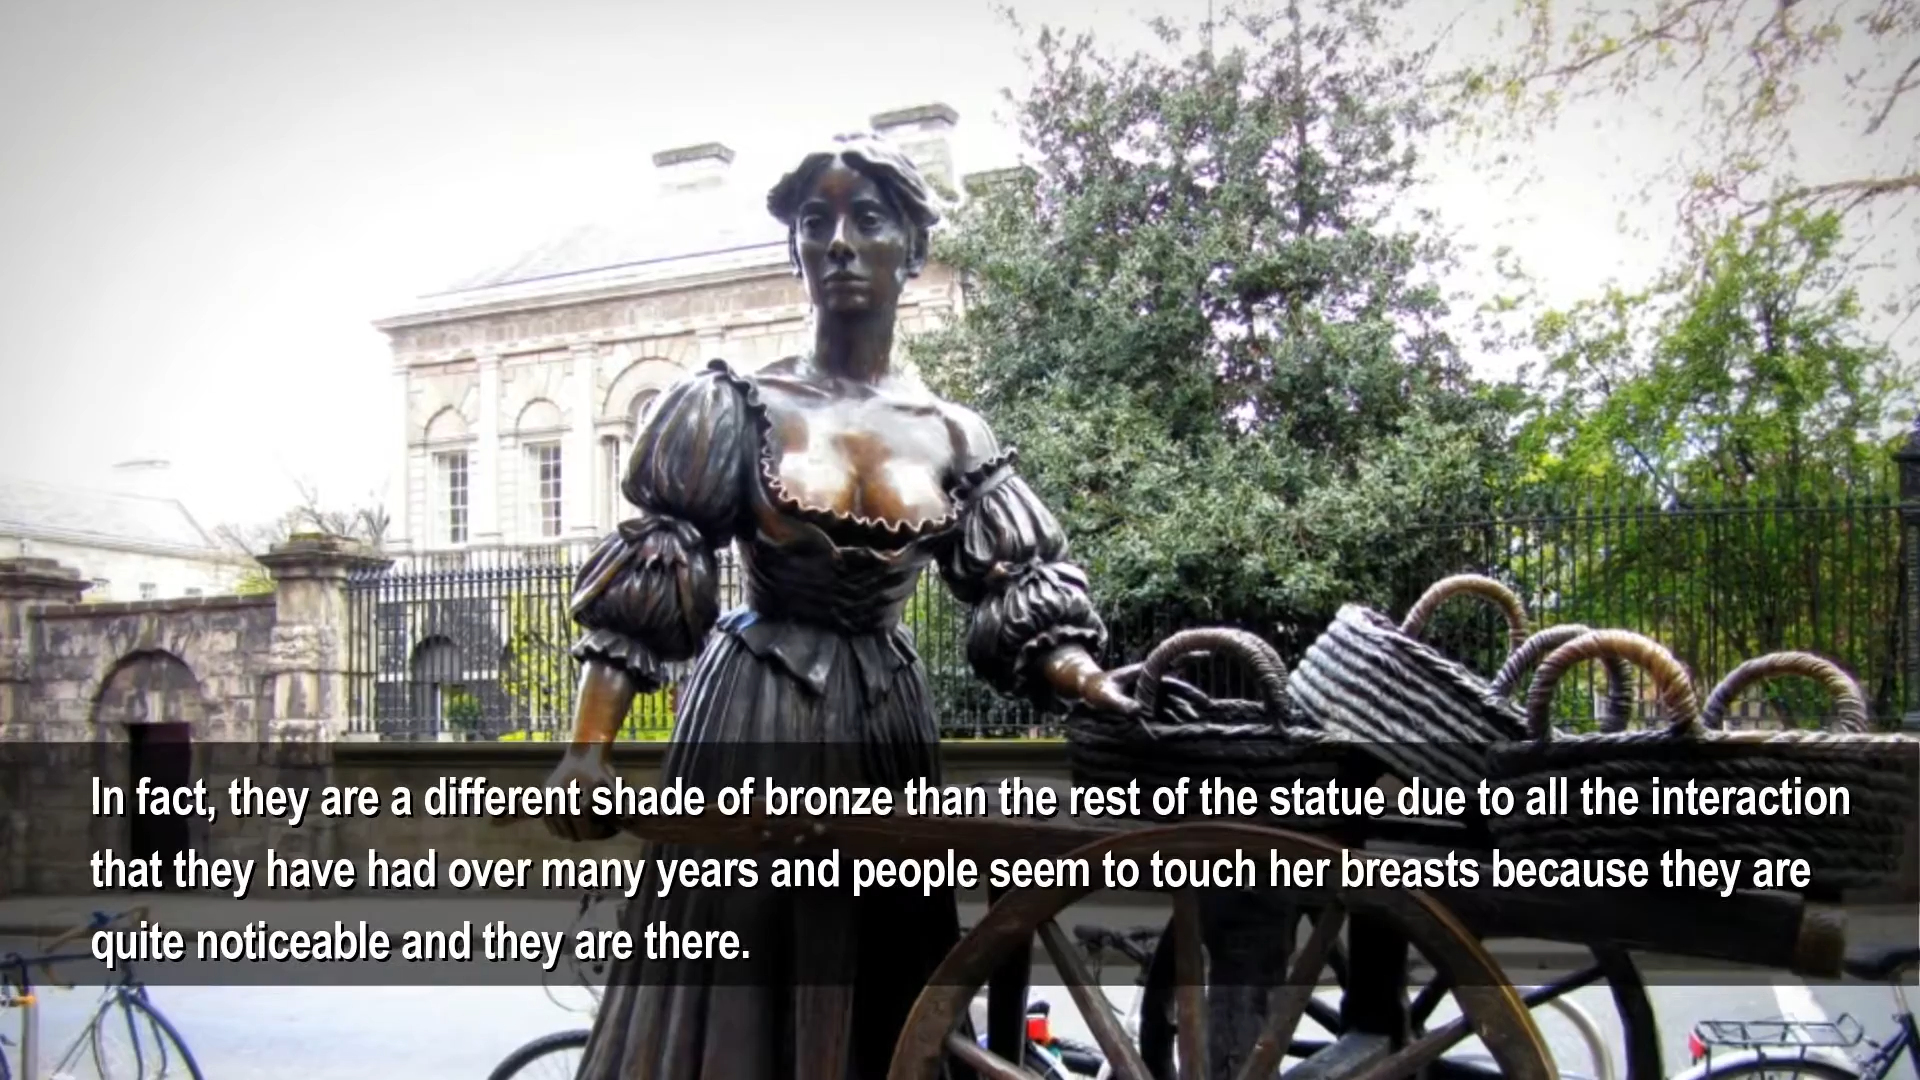 In fact, they are a different shade of bronze than the rest of the statue due to all the interaction
that they have had over many years and people seem to touch her breasts because they are
quite noticeable and they are there.